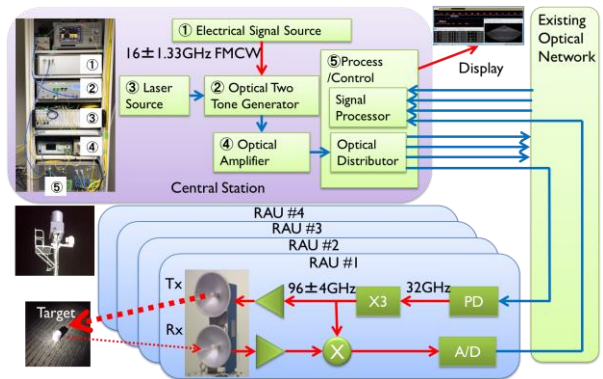 ① Electrical Signal Source
16±1.33GHz FMCW
③ Laser
Source
② Optical Two
Tone Generator
④ Optical
Amplifier
⑤ Process
/Control
Signal
Processor
Optical
Distributor
Display
Existing
Optical
Network
①
②
③
④
⑤
Central Station
RAU #4
RAU #3
RAU #2
RAU #1
Tx
96±4GHz
X3
32GHz
PD
Target
Rx
X
A/D